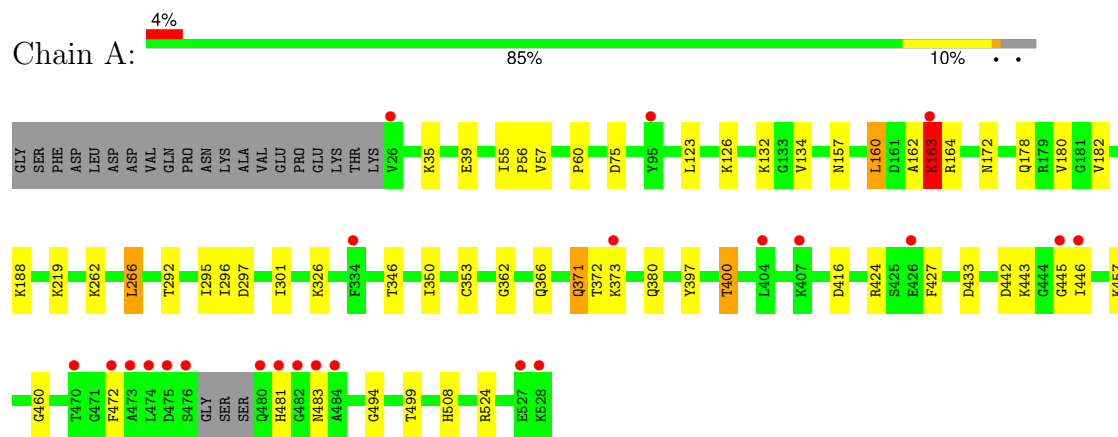 4%
Chain A:
85% 10% • •
GLY SER PHE ASP LEU ASP ASP VAL GLN PRO ASN LYS ALA VAL GLU PRO GLU LYS THR LYS V26 K35 E39 I55 P56 V57 P60 D75 Y95 L123 K126 K132 G133 V134 N157 L160 D161 A162 K163 R164 N172 Q178 R179 V180 G181 V182
K188 K219 K262 L266 T292 I295 I296 D297 I301 K326 F334 T346 I350 C353 G362 Q366 Q371 T372 K373 Q380 Y397 T400 L404 K407 D416 R424 S425 E426 F427 D433 D442 K443 G444 G445 I446 K457
G460 T470 G471 F472 A473 L474 D475 S476 GLY SER SER Q480 H481 G482 N483 A484 G494 T499 H508 R524 E527 K528